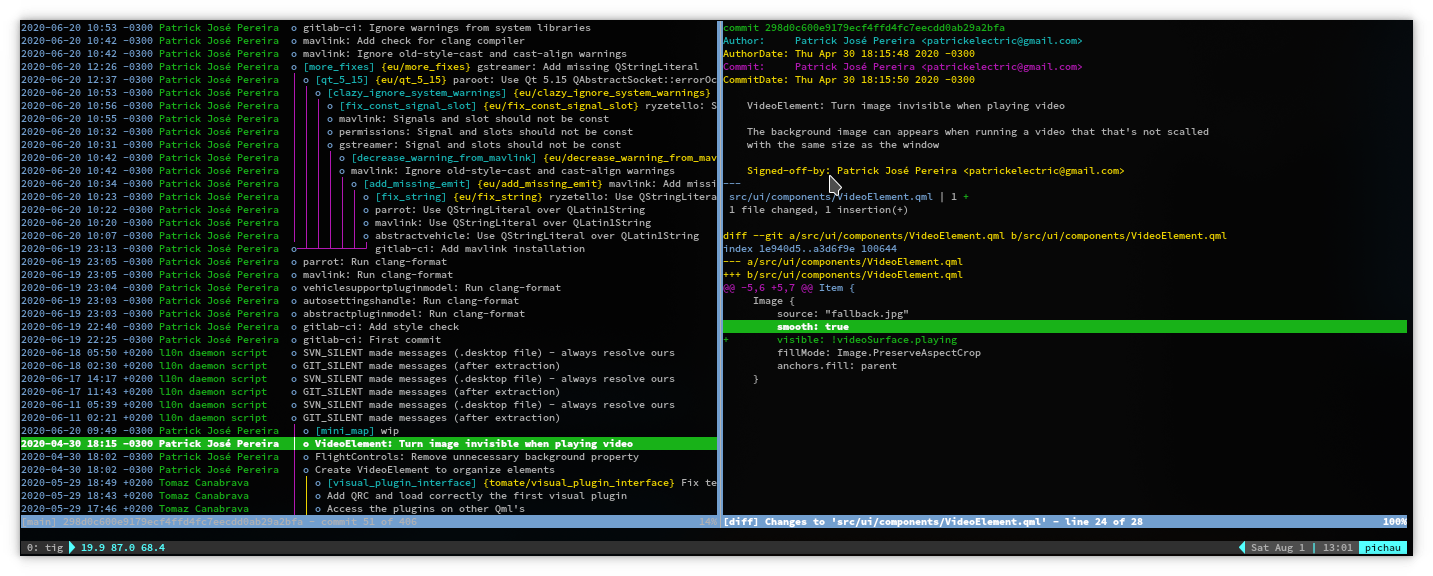 2020-06-20 10:53 -0300 Patrick José Pereira o gitlab-ci: Ignore warnings from system libraries
2020-06-20 10:42 -0300 Patrick José Pereira o mavlink: Add check for clang compiler
2020-06-20 10:42 -0300 Patrick José Pereira o mavlink: Ignore old-style-cast and cast-align warnings
2020-06-20 12:26 -0300 Patrick José Pereira o [more_fixes] {eu/more_fixes} gstreamer: Add missing QStringLiteral
2020-06-20 12:37 -0300 Patrick José Pereira o [qt_5_15] {eu/qt_5_15} paroot: Use Qt 5.15 QAbstractSocket::errorOc
2020-06-20 10:53 -0300 Patrick José Pereira o [clazy_ignore_system_warnings] {eu/clazy_ignore_system_warnings}
2020-06-20 10:56 -0300 Patrick José Pereira o [fix_const_signal_slot] {eu/fix_const_signal_slot} ryzetello: S
2020-06-20 10:55 -0300 Patrick José Pereira o mavlink: Signals and slot should not be const
2020-06-20 10:32 -0300 Patrick José Pereira o permissions: Signal and slots should not be const
2020-06-20 10:31 -0300 Patrick José Pereira o gstreamer: Signal and slots should not be const
2020-06-20 10:42 -0300 Patrick José Pereira o [decrease_warning_from_mavlink] {eu/decrease_warning_from_mav
2020-06-20 10:42 -0300 Patrick José Pereira o mavlink: Ignore old-style-cast and cast-align warnings
2020-06-20 10:34 -0300 Patrick José Pereira o [add_missing_emit] {eu/add_missing_emit} mavlink: Add missi
2020-06-20 10:23 -0300 Patrick José Pereira o [fix_string] {eu/fix_string} ryzetello: Use QStringLitera
2020-06-20 10:22 -0300 Patrick José Pereira o parrot: Use QStringLiteral over QLatin1String
2020-06-20 10:20 -0300 Patrick José Pereira o mavlink: Use QStringLiteral over QLatin1String
2020-06-20 10:07 -0300 Patrick José Pereira o abstractvehicle: Use QStringLiteral over QLatin1String
2020-06-19 23:13 -0300 Patrick José Pereira o gitlab-ci: Add mavlink installation
2020-06-19 23:05 -0300 Patrick José Pereira o parrot: Run clang-format
2020-06-19 23:05 -0300 Patrick José Pereira o mavlink: Run clang-format
2020-06-19 23:04 -0300 Patrick José Pereira o vehiclesupportpluginmodel: Run clang-format
2020-06-19 23:03 -0300 Patrick José Pereira o autosettingshandle: Run clang-format
2020-06-19 23:03 -0300 Patrick José Pereira o abstractpluginmodel: Run clang-format
2020-06-19 22:40 -0300 Patrick José Pereira o gitlab-ci: Add style check
2020-06-19 22:25 -0300 Patrick José Pereira o gitlab-ci: First commit
2020-06-18 05:50 +0200 l10n daemon script o SVN_SILENT made messages (.desktop file) - always resolve ours
2020-06-18 02:30 +0200 l10n daemon script o GIT_SILENT made messages (after extraction)
2020-06-17 14:17 +0200 l10n daemon script o SVN_SILENT made messages (.desktop file) - always resolve ours
2020-06-17 11:43 +0200 l10n daemon script o GIT_SILENT made messages (after extraction)
2020-06-11 05:39 +0200 l10n daemon script o SVN_SILENT made messages (.desktop file) - always resolve ours
2020-06-11 02:21 +0200 l10n daemon script o GIT_SILENT made messages (after extraction)
2020-06-20 09:49 -0300 Patrick José Pereira o [mini_map] wip
2020-04-30 18:15 -0300 Patrick José Pereira o VideoElement: Turn image invisible when playing video
2020-04-30 18:02 -0300 Patrick José Pereira o FlightControls: Remove unnecessary background property
2020-04-30 18:02 -0300 Patrick José Pereira o Create VideoElement to organize elements
2020-05-29 18:49 +0200 Tomaz Canabrava o [visual_plugin_interface] {tomate/visual_plugin_interface} Fix te
2020-05-29 18:43 +0200 Tomaz Canabrava o Add QRC and load correctly the first visual plugin
2020-05-29 17:46 +0200 Tomaz Canabrava o Access the plugins on other Qml's
[main] 298d0c600e9179ecf4ffd4fc7eecdd0ab29a2bfa - commit 51 of 406 14%
commit 298d0c600e9179ecf4ffd4fc7eecdd0ab29a2bfa
Author: Patrick José Pereira <patrickelectric@gmail.com>
AuthorDate: Thu Apr 30 18:15:48 2020 -0300
Commit: Patrick José Pereira <patrickelectric@gmail.com>
CommitDate: Thu Apr 30 18:15:50 2020 -0300
VideoElement: Turn image invisible when playing video
The background image can appears when running a video that that's not scalled
with the same size as the window
Signed-off-by: Patrick José Pereira <patrickelectric@gmail.com>
---
src/ui/components/VideoElement.qml | 1 +
1 file changed, 1 insertion(+)
diff --git a/src/ui/components/VideoElement.qml b/src/ui/components/VideoElement.qml
index 1e940d5..a3d6f9e 100644
--- a/src/ui/components/VideoElement.qml
+++ b/src/ui/components/VideoElement.qml
@@ -5,6 +5,7 @@ Item {
Image {
source: "fallback.jpg"
smooth: true
+ visible: !videoSurface.playing
fillMode: Image.PreserveAspectCrop
anchors.fill: parent
}
[diff] Changes to 'src/ui/components/VideoElement.qml' - line 24 of 28 100%
0: tig 19.9 87.0 68.4
Sat Aug 1 | 13:01 pichau